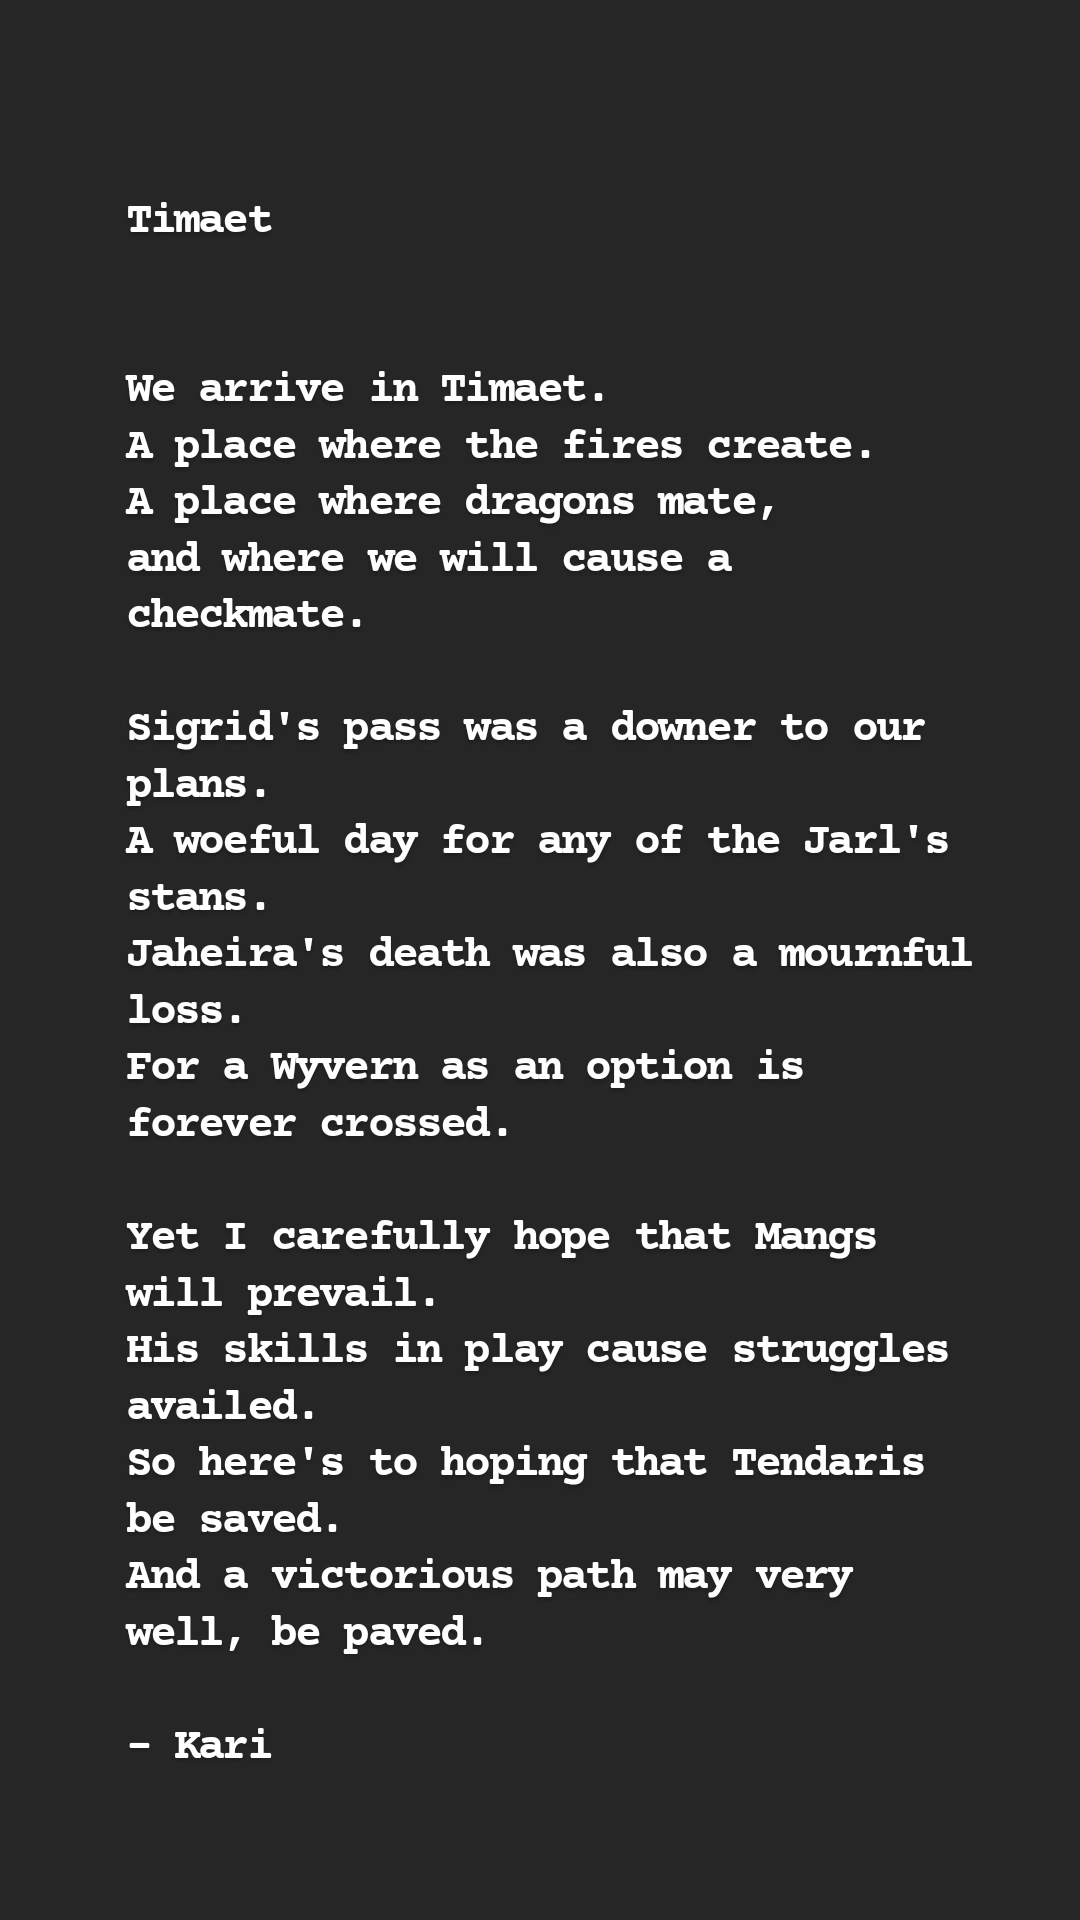 Timaet
We arrive in Timaet.
A place where the fires create.
A place where dragons mate,
and where we will cause a
checkmate.
Sigrid's pass was a downer to our
plans.
A woeful day for any of the Jarl's
stans.
Jaheira's death was also a mournful
loss.
For a Wyvern as an option is
forever crossed.
Yet I carefully hope that Mangs
will prevail.
His skills in play cause struggles
availed.
So here's to hoping that Tendaris
be saved.
And a victorious path may very
well, be paved.
- Kari